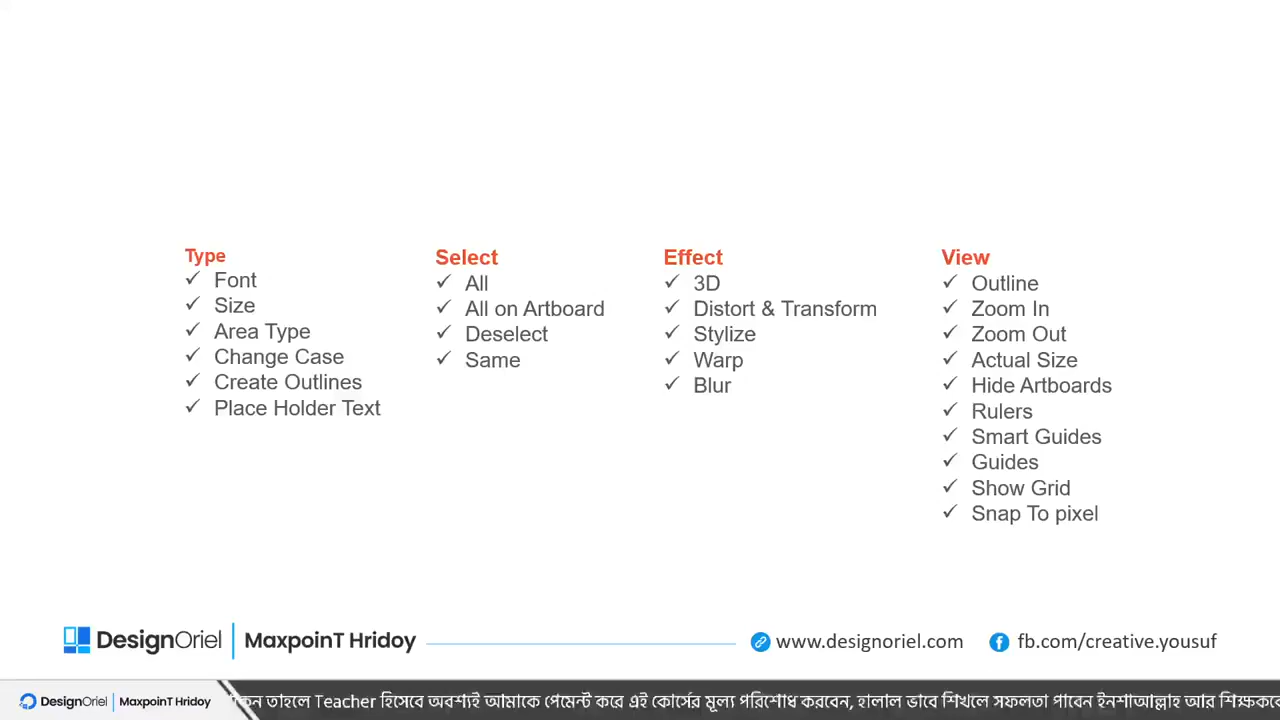 Type
Font
Size
Area Type
Change Case
Create Outlines
Place Holder Text
Select
All
All on Artboard
Deselect
Same
Effect
3D
Distort & Transform
Stylize
Warp
Blur
View
Outline
Zoom In
Zoom Out
Actual Size
Hide Artboards
Rulers
Smart Guides
Guides
Show Grid
Snap To pixel
DesignOriel MaxpoinT Hridoy www.designoriel.com fb.com/creative.yousuf
DesignOriel MaxpoinT Hridoy তাহলে Teacher হিসেবে অবশ্যই আমাকে পেমেন্ট করে এই কোর্সের মূল্য পরিশোধ করবেন, হালাল ভাবে শিখলে সফলতা পাবেন ইনশাআল্লাহ আর